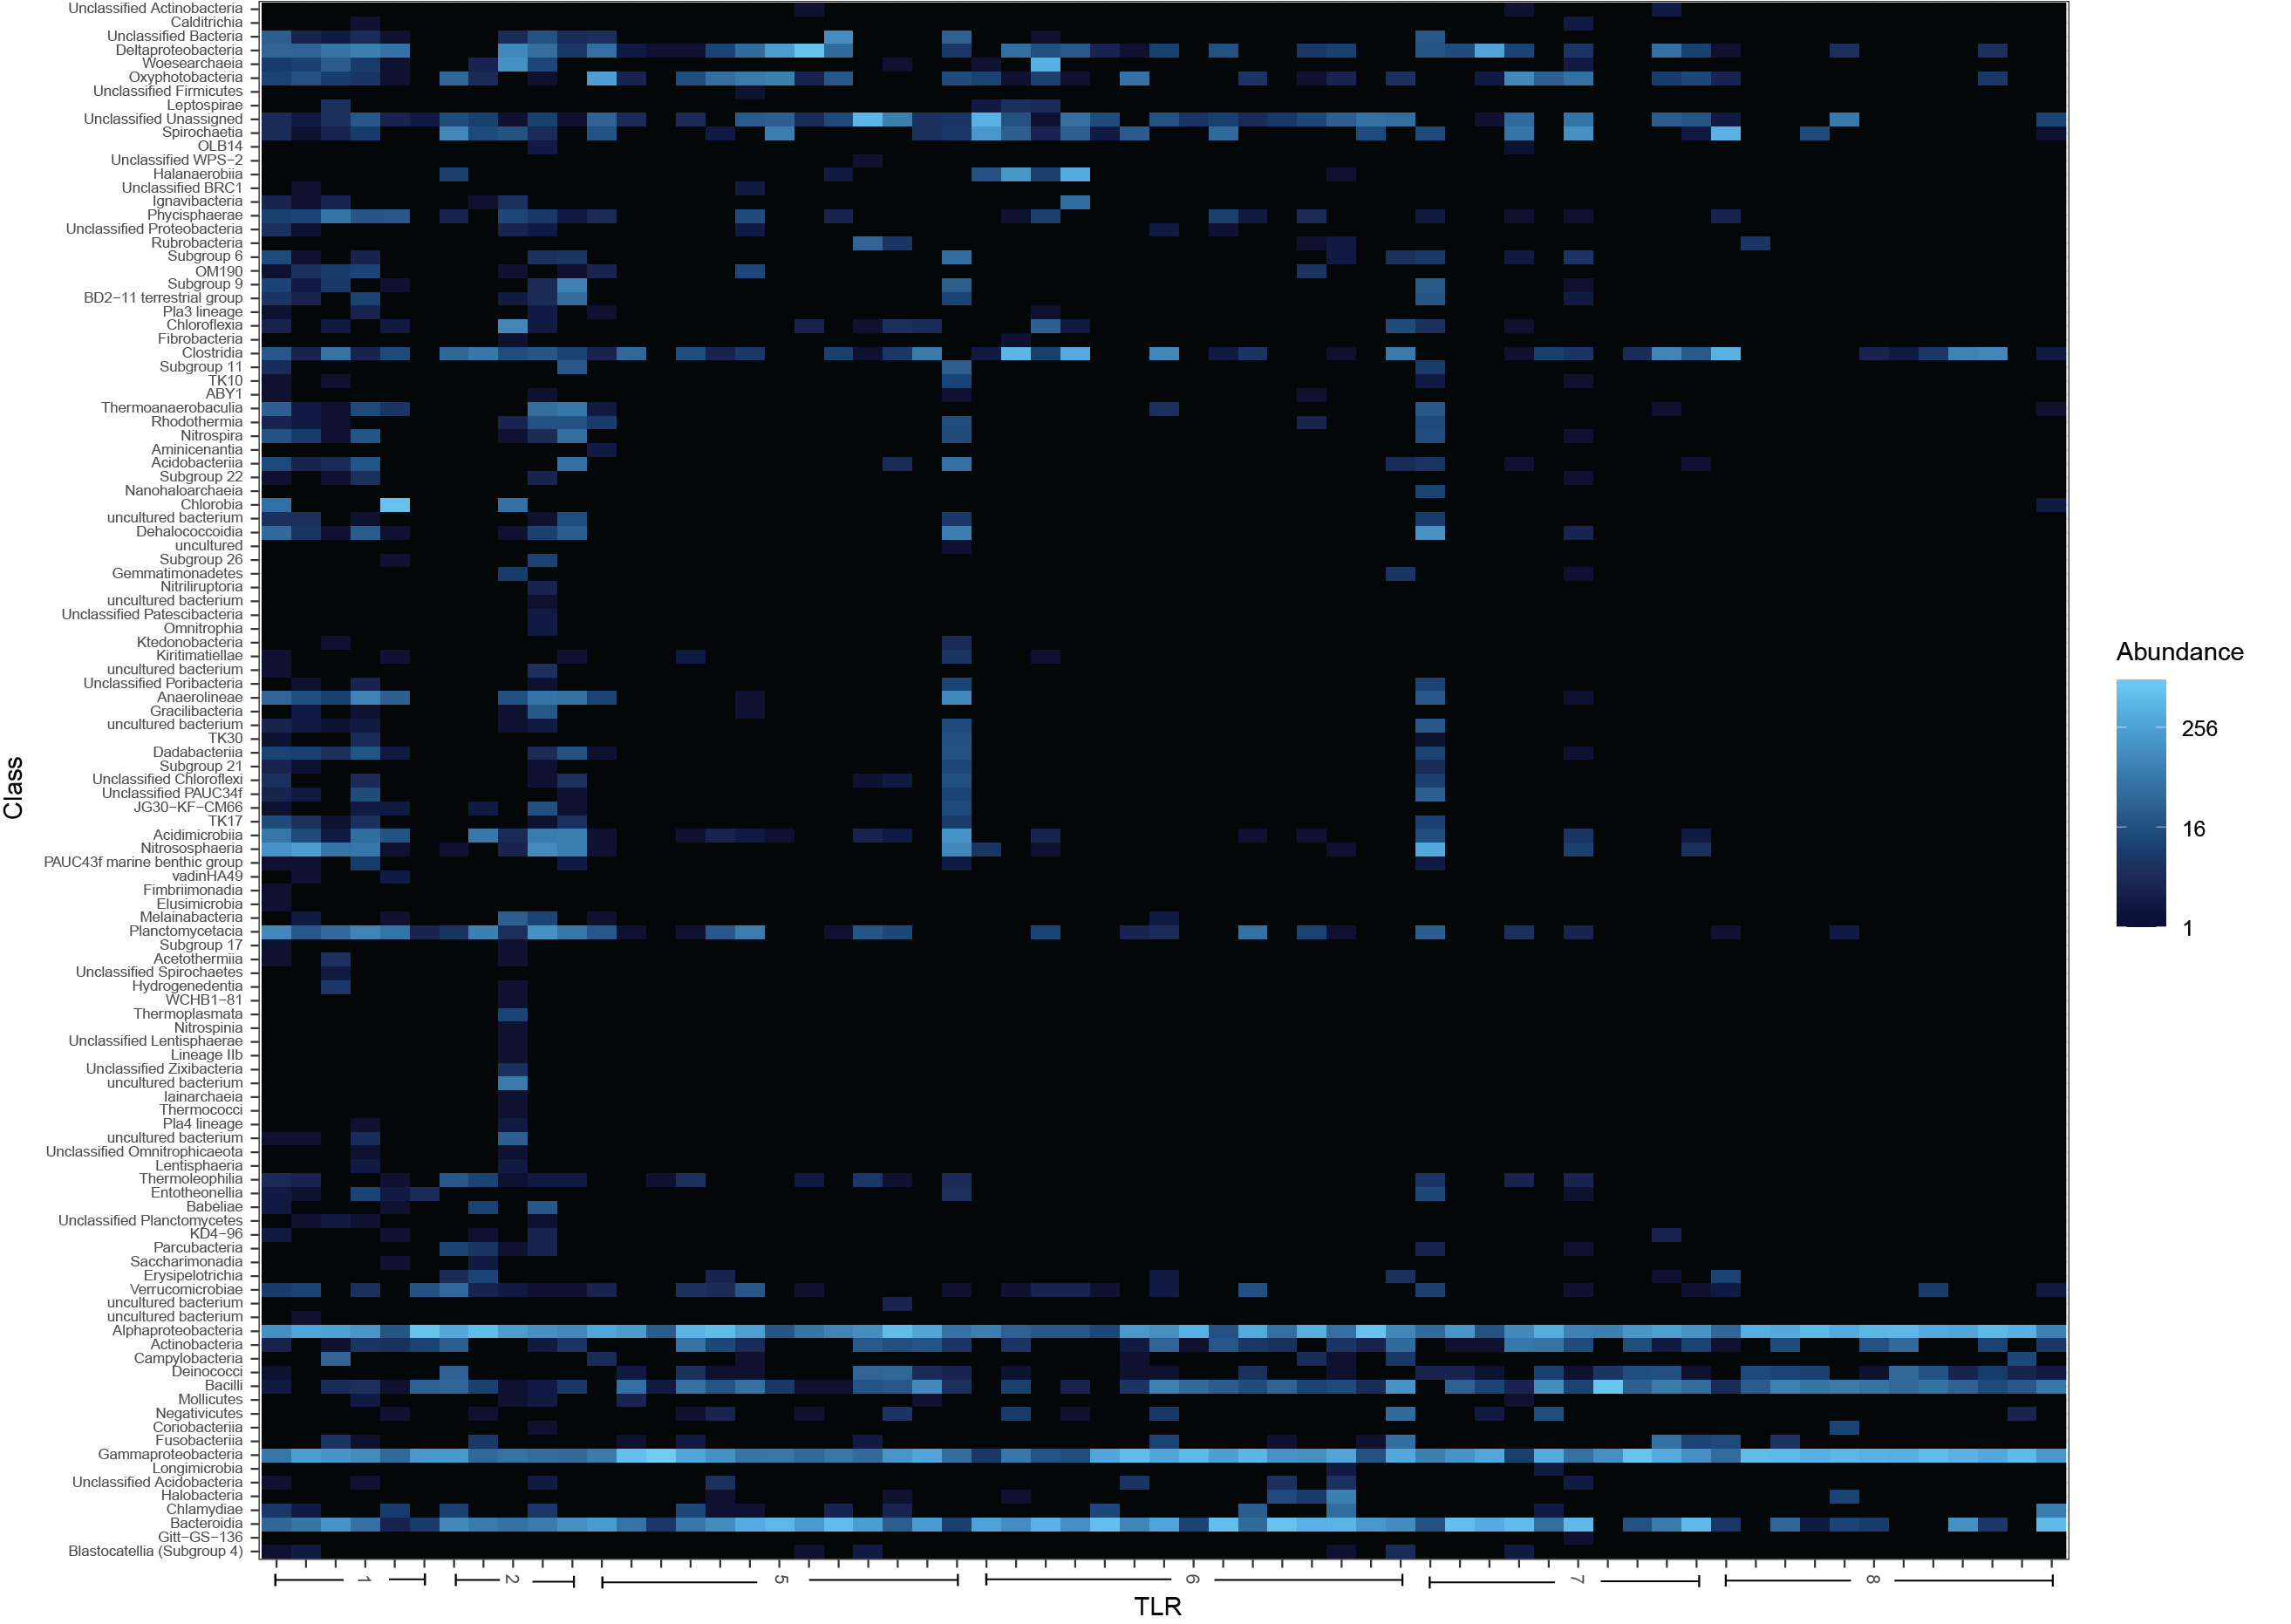 Unclassified Actinobacteria
Calditrichia
Unclassified Bacteria
Deltaproteobacteria
Woesearchaeia
Oxyphotobacteria
Unclassified Firmicutes
Leptospirae
Unclassified Unassigned
Spirochaetia
OLB14
Unclassified WPS−2
Halanaerobiia
Unclassified BRC1
Ignavibacteria
Phycisphaerae
Unclassified Proteobacteria
Rubrobacteria
Subgroup 6
OM190
Subgroup 9
BD2−11 terrestrial group
Pla3 lineage
Chloroflexia
Fibrobacteria
Clostridia
Subgroup 11
TK10
ABY1
Thermoanaerobaculia
Rhodothermia
Nitrospira
Aminicenantia
Acidobacteriia
Subgroup 22
Nanohaloarchaeia
Chlorobia
uncultured bacterium
Dehalococcoidia
uncultured
Subgroup 26
Gemmatimonadetes
Nitriliruptoria
uncultured bacterium
Unclassified Patescibacteria
Omnitrophia
Ktedonobacteria
Kiritimatiellae
uncultured bacterium
Unclassified Poribacteria
Anaerolineae
Gracilibacteria
uncultured bacterium
TK30
Dadabacteriia
Subgroup 21
Unclassified Chloroflexi
Unclassified PAUC34f
JG30−KF−CM66
TK17
Acidimicrobiia
Nitrososphaeria
PAUC43f marine benthic group
vadinHA49
Fimbriimonadia
Elusimicrobia
Melainabacteria
Planctomycetacia
Subgroup 17
Acetothermiia
Unclassified Spirochaetes
Hydrogenedentia
WCHB1−81
Thermoplasmata
Nitrospinia
Unclassified Lentisphaerae
Lineage IIb
Unclassified Zixibacteria
uncultured bacterium
Iainarchaeia
Thermococci
Pla4 lineage
uncultured bacterium
Unclassified Omnitrophicaeota
Lentisphaeria
Thermoleophilia
Entotheonellia
Babeliae
Unclassified Planctomycetes
KD4−96
Parcubacteria
Saccharimonadia
Erysipelotrichia
Verrucomicrobiae
uncultured bacterium
uncultured bacterium
Alphaproteobacteria
Actinobacteria
Campylobacteria
Deinococci
Bacilli
Mollicutes
Negativicutes
Coriobacteriia
Fusobacteriia
Gammaproteobacteria
Longimicrobia
Unclassified Acidobacteria
Halobacteria
Chlamydiae
Bacteroidia
Gitt−GS−136
Blastocatellia (Subgroup 4)
Class
1 2 5 6 7 8
TLR
Abundance
256
16
1